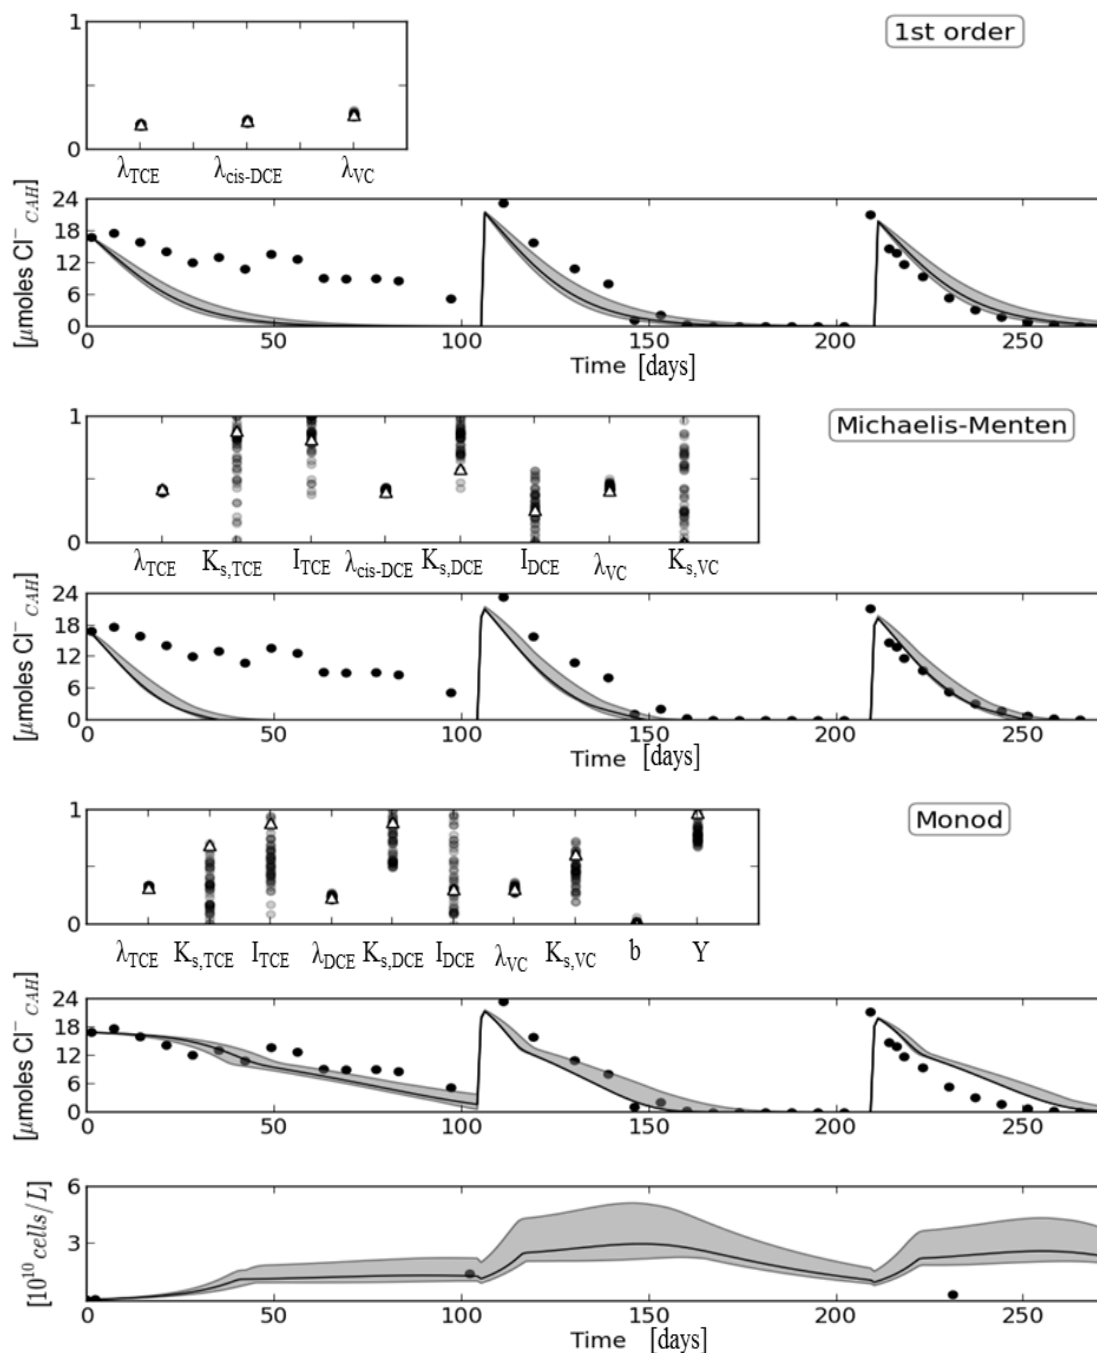 1st order
1
0
λTCE λcis-DCE λVC
[µmoles Cl⁻ CAH]
24
18
12
6
0
0 50 100 150 200 250
Time [days]
Michaelis-Menten
1
0
λTCE Ks,TCE ITCE λcis-DCE Ks,DCE IDCE λVC Ks,VC
[µmoles Cl⁻ CAH]
24
18
12
6
0
0 50 100 150 200 250
Time [days]
Monod
1
0
λTCE Ks,TCE ITCE λDCE Ks,DCE IDCE λVC Ks,VC b Y
[µmoles Cl⁻ CAH]
24
18
12
6
0
0 50 100 150 200 250
[10¹⁰ cells/L]
6
3
0
0 50 100 150 200 250
Time [days]